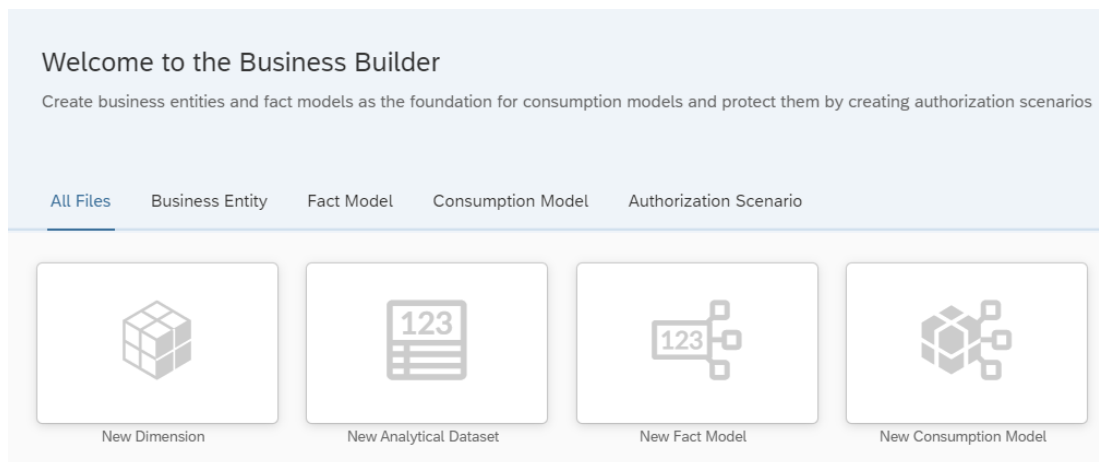 Welcome to the Business Builder
Create business entities and fact models as the foundation for consumption models and protect them by creating authorization scenarios
All Files Business Entity Fact Model Consumption Model Authorization Scenario
123 123
New Dimension New Analytical Dataset New Fact Model New Consumption Model